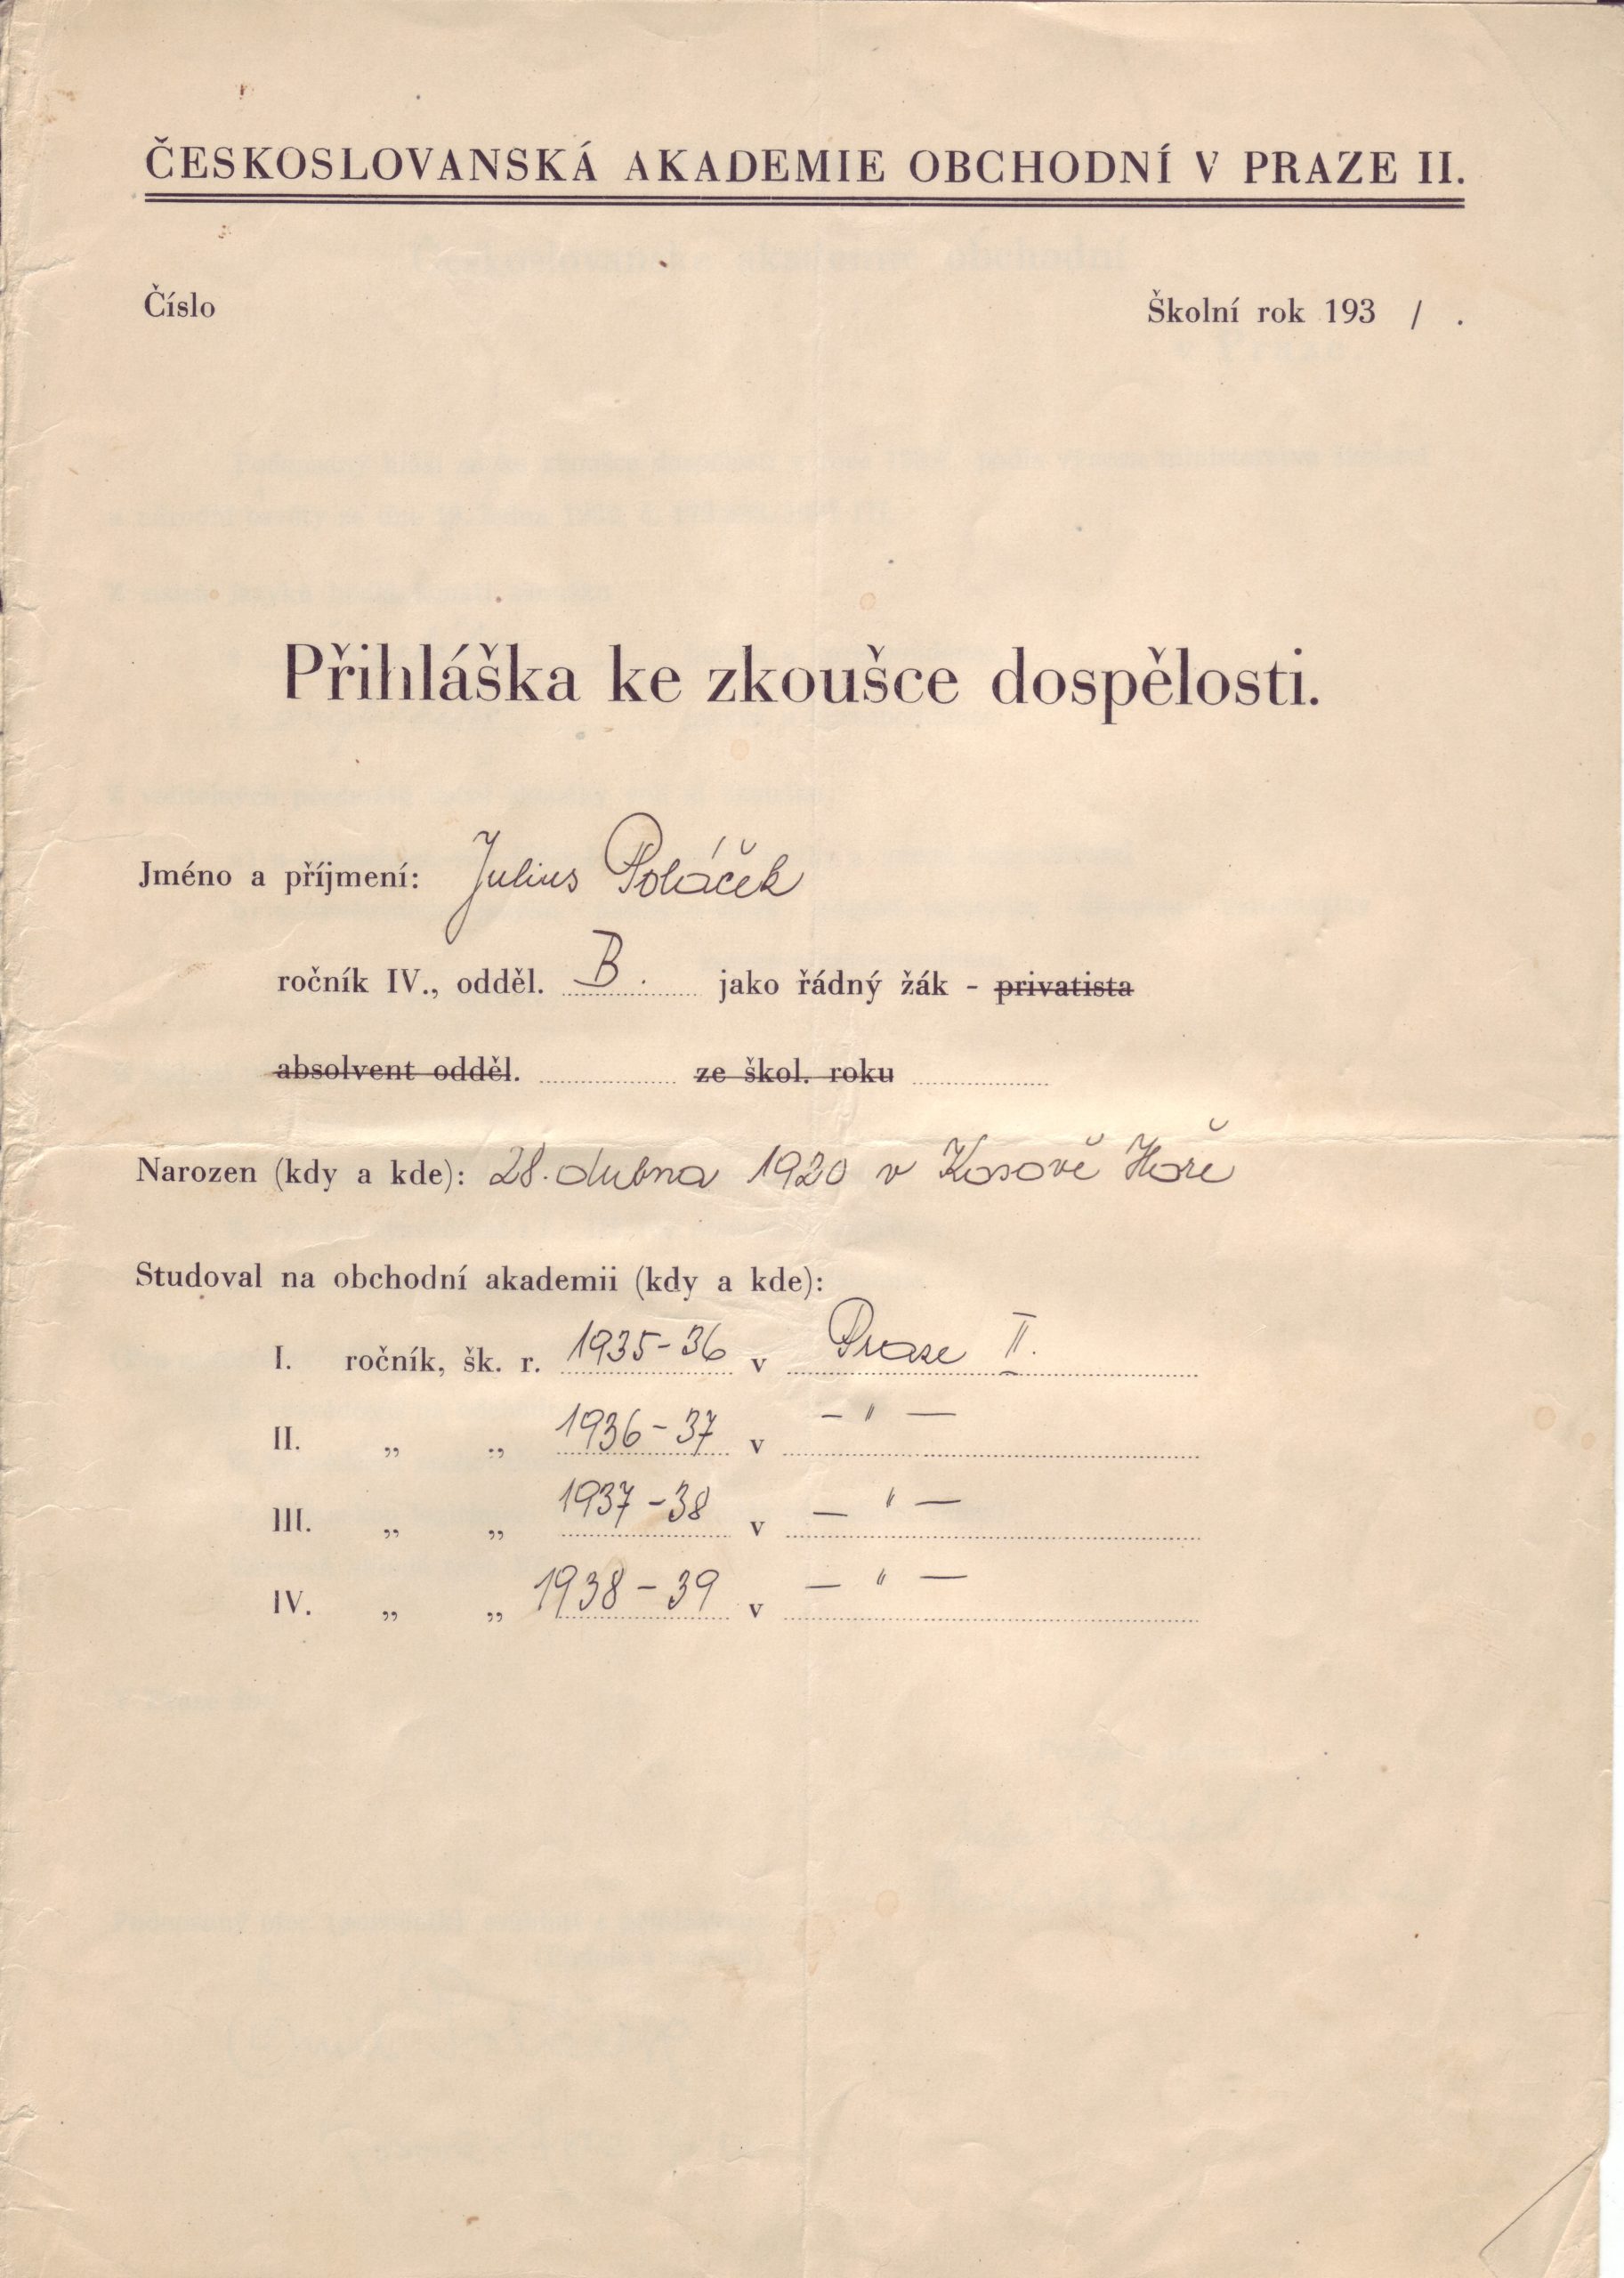 ČESKOSLOVANSKÁ AKADEMIE OBCHODNÍ V PRAZE II.
Číslo Školní rok 193 / .
Přihláška ke zkoušce dospělosti.
Jméno a příjmení: Julius Poláček
ročník IV., odděl. B. jako řádný žák - privatista
absolvent odděl. ze škol. roku
Narozen (kdy a kde): 28. dubna 1920 v Kosově Hoře
Studoval na obchodní akademii (kdy a kde):
I. ročník, šk. r. 1935-36 v Praze II.
II. „ „ 1936-37 v — " —
III. „ „ 1937-38 v — " —
IV. „ „ 1938-39 v — " —